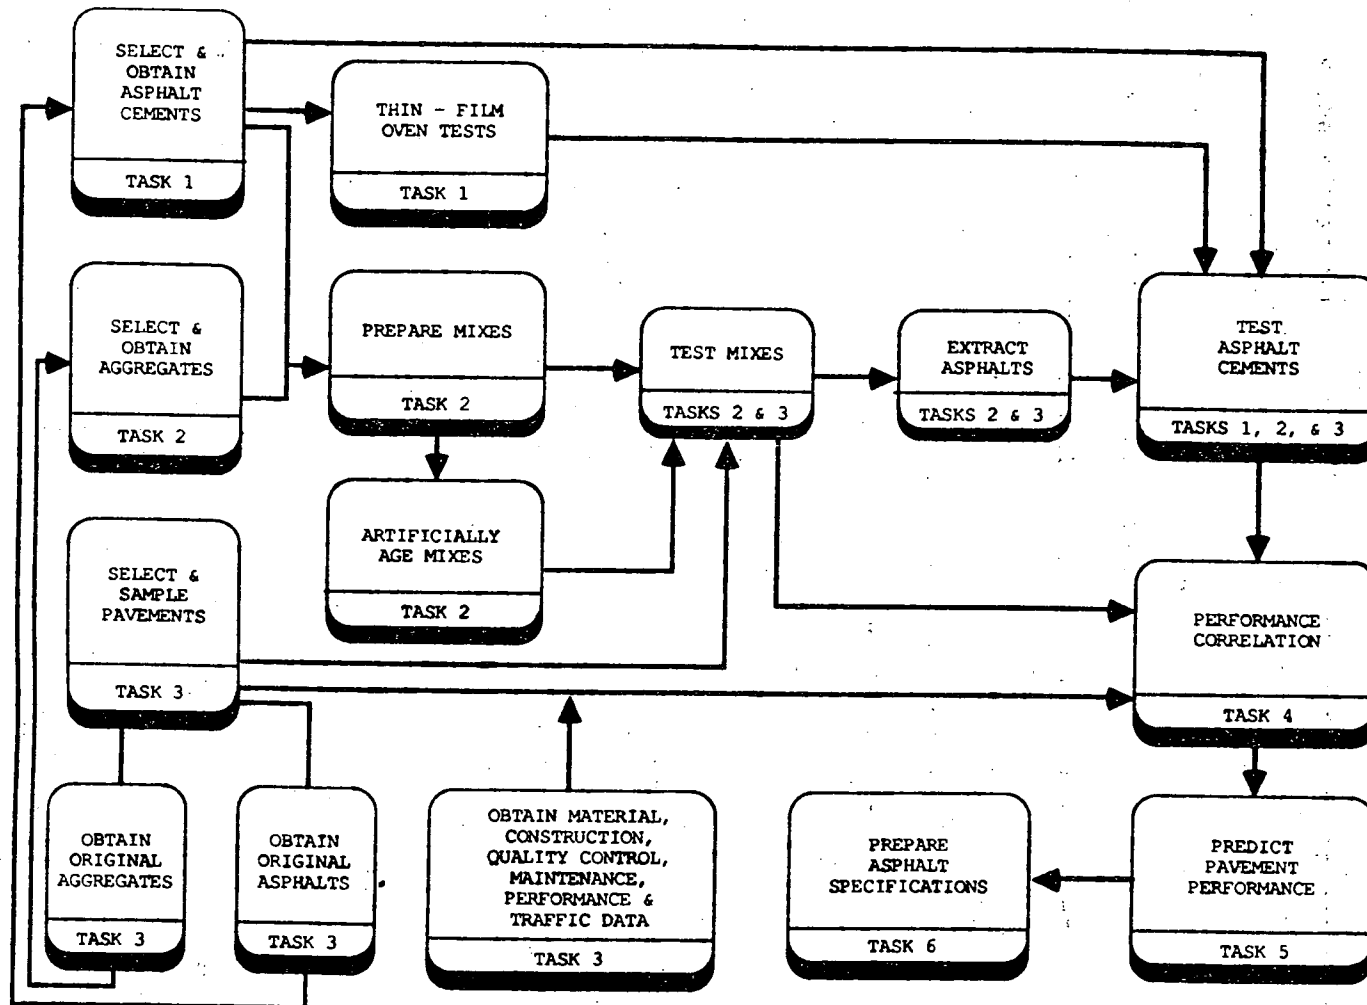 SELECT &
OBTAIN
ASPHALT
CEMENTS
TASK 1
THIN - FILM
OVEN TESTS
TASK 1
SELECT &
OBTAIN
AGGREGATES
TASK 2
PREPARE MIXES
TASK 2
TEST MIXES
TASKS 2 & 3
EXTRACT
ASPHALTS
TASKS 2 & 3
TEST
ASPHALT
CEMENTS
TASKS 1, 2, & 3
ARTIFICIALLY
AGE MIXES
TASK 2
SELECT &
SAMPLE
PAVEMENTS
TASK 3
PERFORMANCE
CORRELATION
TASK 4
OBTAIN
ORIGINAL
AGGREGATES
TASK 3
OBTAIN
ORIGINAL
ASPHALTS
TASK 3
OBTAIN MATERIAL,
CONSTRUCTION,
QUALITY CONTROL,
MAINTENANCE,
PERFORMANCE &
TRAFFIC DATA
TASK 3
PREPARE
ASPHALT
SPECIFICATIONS
TASK 6
PREDICT
PAVEMENT
PERFORMANCE
TASK 5